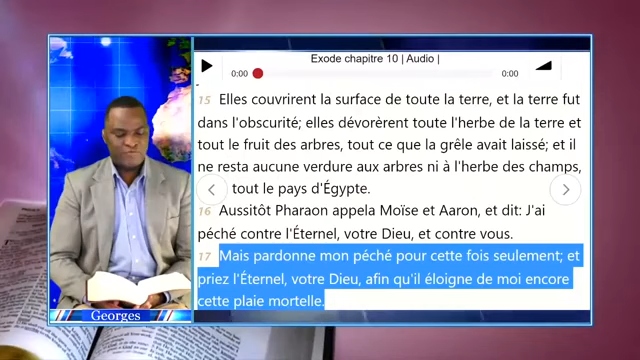 Exode chapitre 10 | Audio |
0:00
0:00
15 Elles couvrirent la surface de toute la terre, et la terre fut
dans l'obscurité; elles dévorèrent toute l'herbe de la terre et
tout le fruit des arbres, tout ce que la grêle avait laissé; et il
ne resta aucune verdure aux arbres ni à l'herbe des champs,
tout le pays d'Égypte.
16 Aussitôt Pharaon appela Moïse et Aaron, et dit: J'ai
péché contre l'Éternel, votre Dieu, et contre vous.
17 Mais pardonne mon péché pour cette fois seulement; et
priez l'Éternel, votre Dieu, afin qu'il éloigne de moi encore
cette plaie mortelle.
Georges